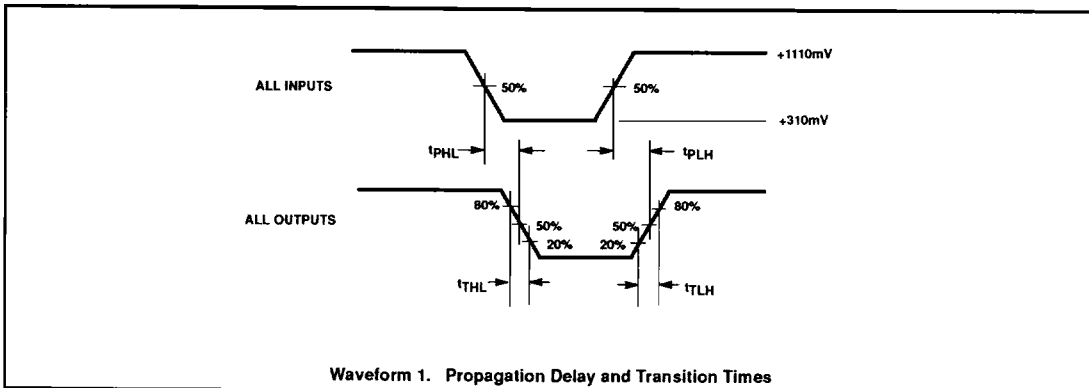 +1110mV
ALL INPUTS
50%
50%
+310mV
tPHL
tPLH
ALL OUTPUTS
80%
80%
50%
50%
20%
20%
tTHL
tTLH
Waveform 1. Propagation Delay and Transition Times